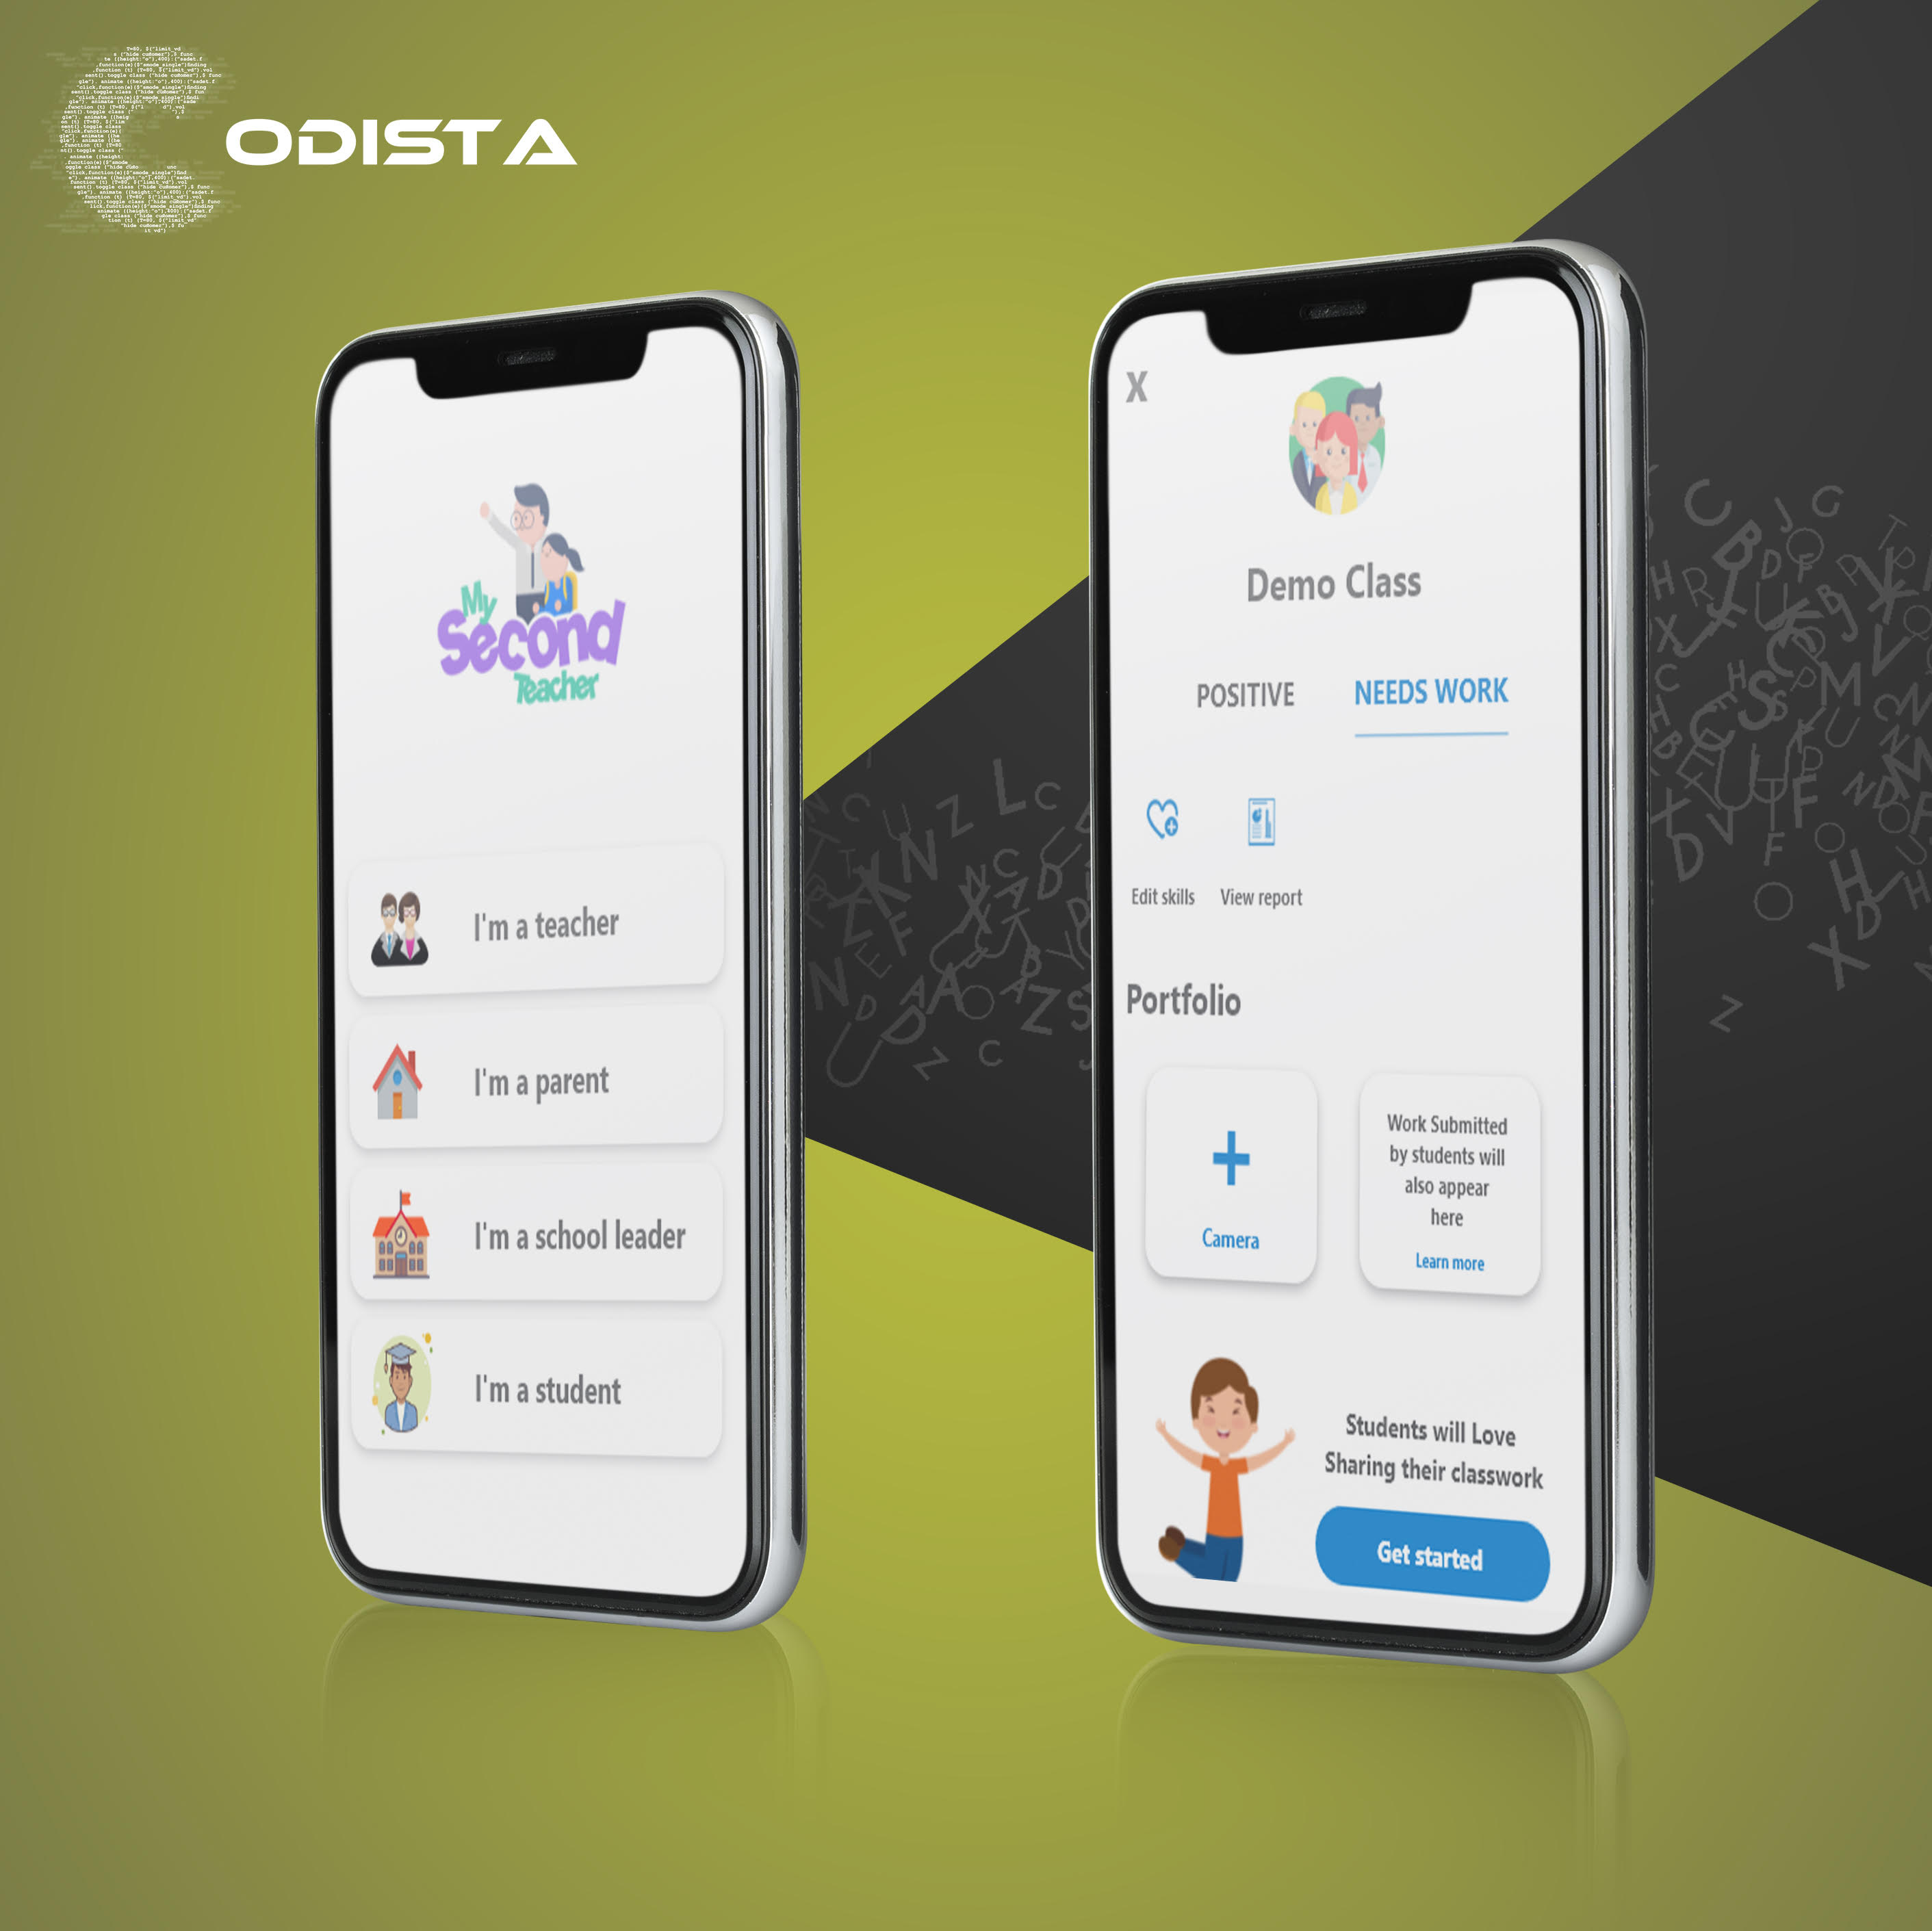 ODISTA
My
Second
Teacher
I'm a teacher
I'm a parent
I'm a school leader
I'm a student
X
Demo Class
POSITIVE NEEDS WORK
Edit skills View report
Portfolio
Camera
Work Submitted
by students will
also appear
here
Learn more
Students will Love
Sharing their classwork
Get started